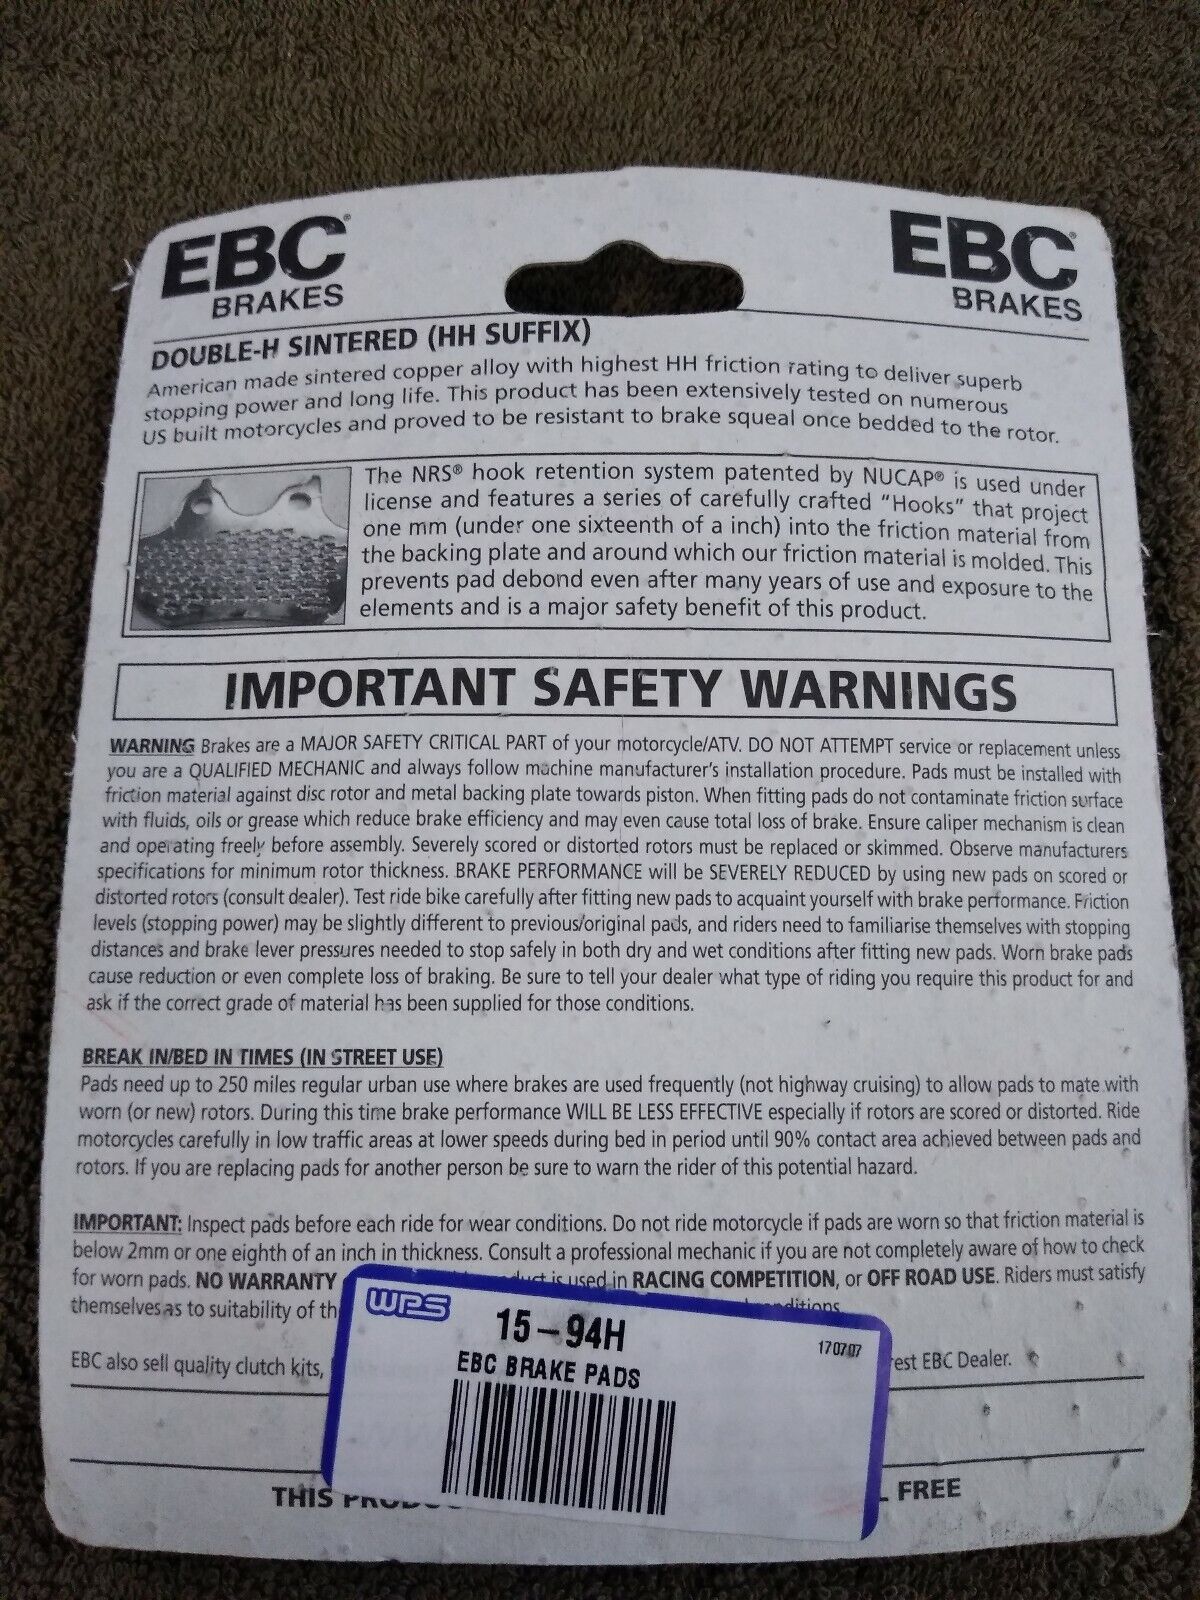 EBC® EBC®
BRAKES BRAKES
DOUBLE-H SINTERED (HH SUFFIX)
American made sintered copper alloy with highest HH friction rating to deliver superb
stopping power and long life. This product has been extensively tested on numerous
US built motorcycles and proved to be resistant to brake squeal once bedded to the rotor.
The NRS® hook retention system patented by NUCAP® is used under
license and features a series of carefully crafted "Hooks" that project
one mm (under one sixteenth of a inch) into the friction material from
the backing plate and around which our friction material is molded. This
prevents pad debond even after many years of use and exposure to the
elements and is a major safety benefit of this product.
IMPORTANT SAFETY WARNINGS
WARNING Brakes are a MAJOR SAFETY CRITICAL PART of your motorcycle/ATV. DO NOT ATTEMPT service or replacement unless
you are a QUALIFIED MECHANIC and always follow machine manufacturer's installation procedure. Pads must be installed with
friction material against disc rotor and metal backing plate towards piston. When fitting pads do not contaminate friction surface
with fluids, oils or grease which reduce brake efficiency and may even cause total loss of brake. Ensure caliper mechanism is clean
and operating freely before assembly. Severely scored or distorted rotors must be replaced or skimmed. Observe manufacturers
specifications for minimum rotor thickness. BRAKE PERFORMANCE will be SEVERELY REDUCED by using new pads on scored or
distorted rotors (consult dealer). Test ride bike carefully after fitting new pads to acquaint yourself with brake performance. Friction
levels (stopping power) may be slightly different to previous/original pads, and riders need to familiarise themselves with stopping
distances and brake lever pressures needed to stop safely in both dry and wet conditions after fitting new pads. Worn brake pads
cause reduction or even complete loss of braking. Be sure to tell your dealer what type of riding you require this product for and
ask if the correct grade of material has been supplied for those conditions.
BREAK IN/BED IN TIMES (IN STREET USE)
Pads need up to 250 miles regular urban use where brakes are used frequently (not highway cruising) to allow pads to mate with
worn (or new) rotors. During this time brake performance WILL BE LESS EFFECTIVE especially if rotors are scored or distorted. Ride
motorcycles carefully in low traffic areas at lower speeds during bed in period until 90% contact area achieved between pads and
rotors. If you are replacing pads for another person be sure to warn the rider of this potential hazard.
IMPORTANT: Inspect pads before each ride for wear conditions. Do not ride motorcycle if pads are worn so that friction material is
below 2mm or one eighth of an inch in thickness. Consult a professional mechanic if you are not completely aware of how to check
for worn pads. NO WARRANTY is used in RACING COMPETITION, or OFF ROAD USE. Riders must satisfy
themselves as to suitability of
EBC also sell quality clutch kits, EBC Dealer.
WPS
15-94H
170707
EBC BRAKE PADS
THIS FREE